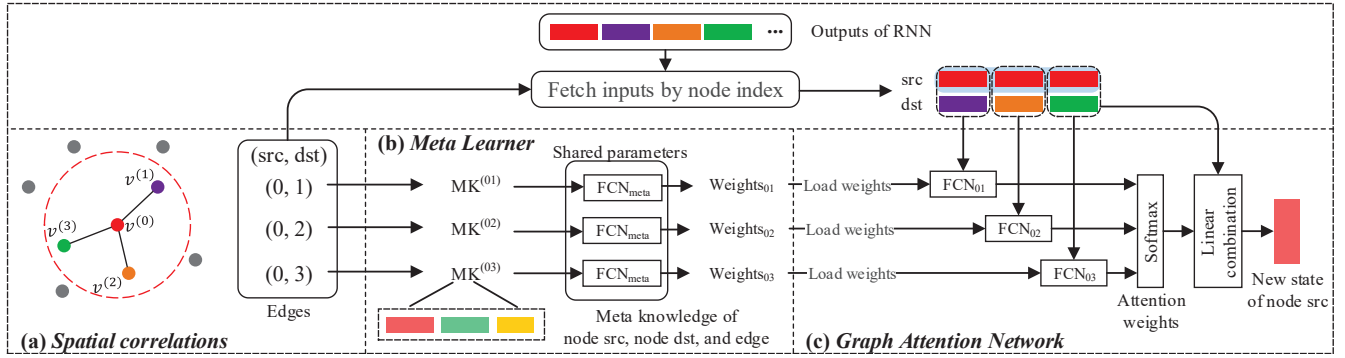 Outputs of RNN
Fetch inputs by node index
src
dst
(b) Meta Learner
(src, dst)
(0, 1)
(0, 2)
(0, 3)
Edges
v(1)
v(0)
v(3)
v(2)
(a) Spatial correlations
Shared parameters
MK(01)
FCNmeta
Weights01
Load weights
FCN01
MK(02)
FCNmeta
Weights02
Load weights
FCN02
MK(03)
FCNmeta
Weights03
Load weights
FCN03
Meta knowledge of
node src, node dst, and edge
Softmax
Attention
weights
Linear
combination
New state
of node src
(c) Graph Attention Network